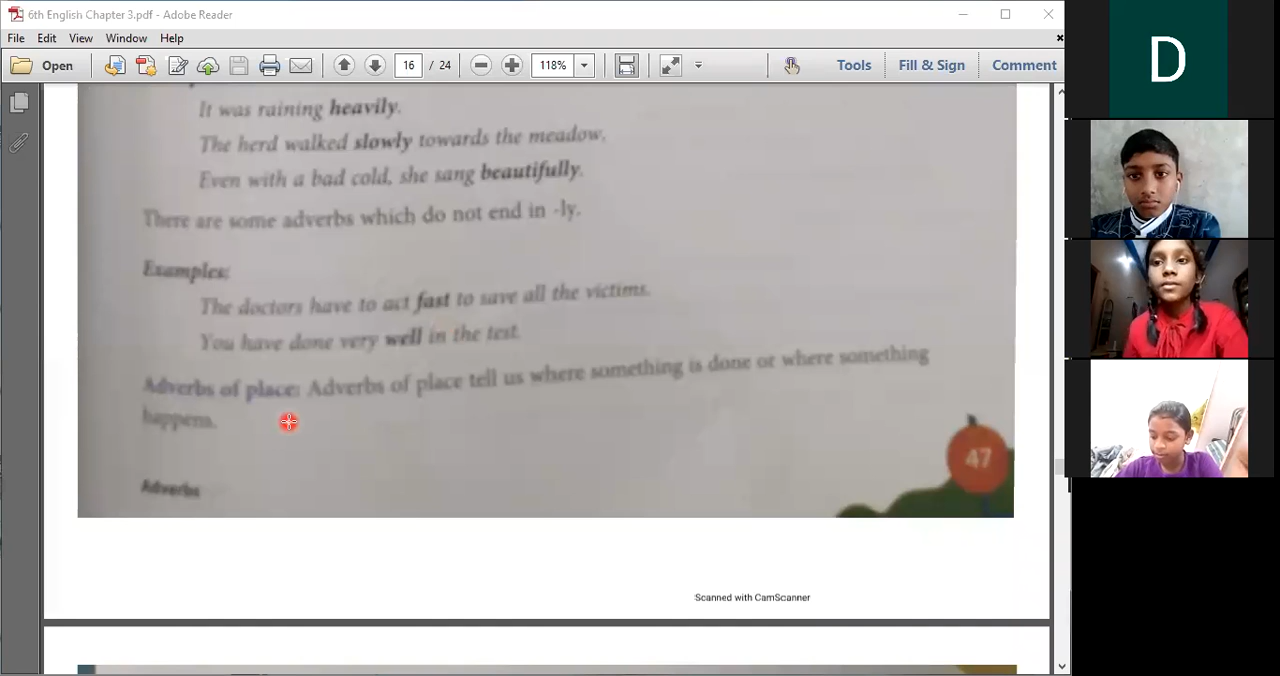 6th English Chapter 3.pdf - Adobe Reader
File Edit View Window Help
Open 16 / 24 118% Tools Fill & Sign Comment
It was raining heavily.
The herd walked slowly towards the meadow.
Even with a bad cold, she sang beautifully.
There are some adverbs which do not end in -ly.
Examples:
The doctors have to act fast to save all the victims.
You have done very well in the test.
Adverbs of place: Adverbs of place tell us where something is done or where something
happens.
47
Adverbs
Scanned with CamScanner
D